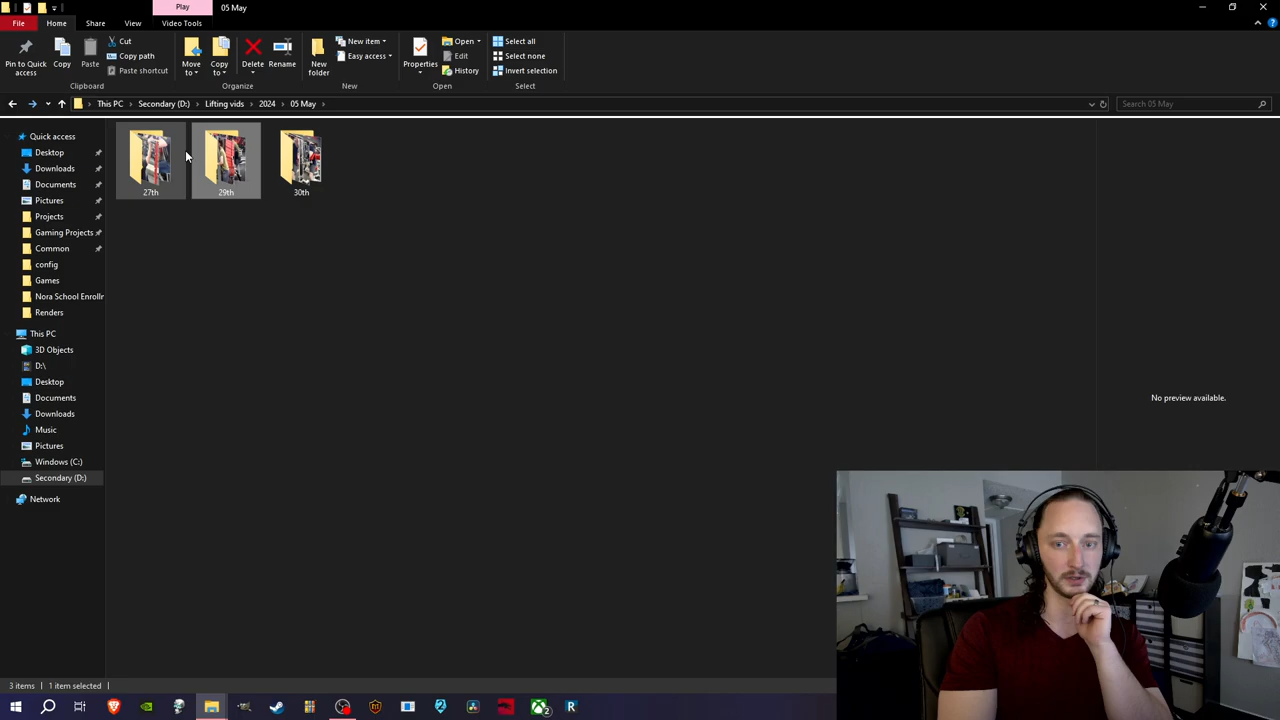 Play 05 May
File Home Share View Video Tools
Pin to Quick access
Copy
Paste
Cut
Copy path
Paste shortcut
Clipboard
Move to
Copy to
Delete
Rename
Organize
New folder
New item
Easy access
New
Properties
Open
Edit
History
Open
Select all
Select none
Invert selection
Select
This PC Secondary (D:) Lifting vids 2024 05 May
Search 05 May
Quick access
Desktop
Downloads
Documents
Pictures
Projects
Gaming Projects
Common
config
Games
Nora School Enrollr
Renders
This PC
3D Objects
D:\
Desktop
Documents
Downloads
Music
Pictures
Windows (C:)
Secondary (D:)
Network
27th 29th 30th
No preview available.
3 items 1 item selected